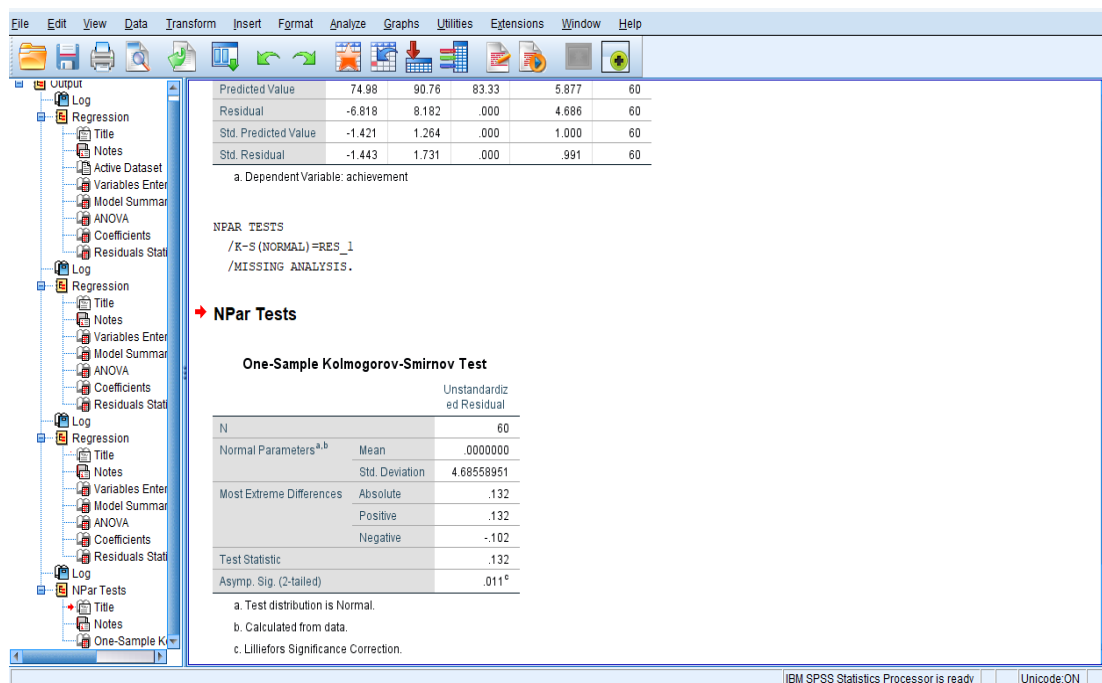 File Edit View Data Transform Insert Format Analyze Graphs Utilities Extensions Window Help
Output
Log
Regression
Title
Notes
Active Dataset
Variables Enter
Model Summar
ANOVA
Coefficients
Residuals Stati
Log
Regression
Title
Notes
Variables Enter
Model Summar
ANOVA
Coefficients
Residuals Stati
Log
Regression
Title
Notes
Variables Enter
Model Summar
ANOVA
Coefficients
Residuals Stati
Log
NPar Tests
Title
Notes
One-Sample K
Predicted Value 74.98 90.76 83.33 5.877 60
Residual -6.818 8.182 .000 4.686 60
Std. Predicted Value -1.421 1.264 .000 1.000 60
Std. Residual -1.443 1.731 .000 .991 60
a. Dependent Variable: achievement
NPAR TESTS
/K-S(NORMAL)=RES_1
/MISSING ANALYSIS.
NPar Tests
One-Sample Kolmogorov-Smirnov Test
Unstandardiz
ed Residual
N 60
Normal Parameters a,b Mean .0000000
Std. Deviation 4.68558951
Most Extreme Differences Absolute .132
Positive .132
Negative -.102
Test Statistic .132
Asymp. Sig. (2-tailed) .011 c
a. Test distribution is Normal.
b. Calculated from data.
c. Lilliefors Significance Correction.
IBM SPSS Statistics Processor is ready Unicode:ON